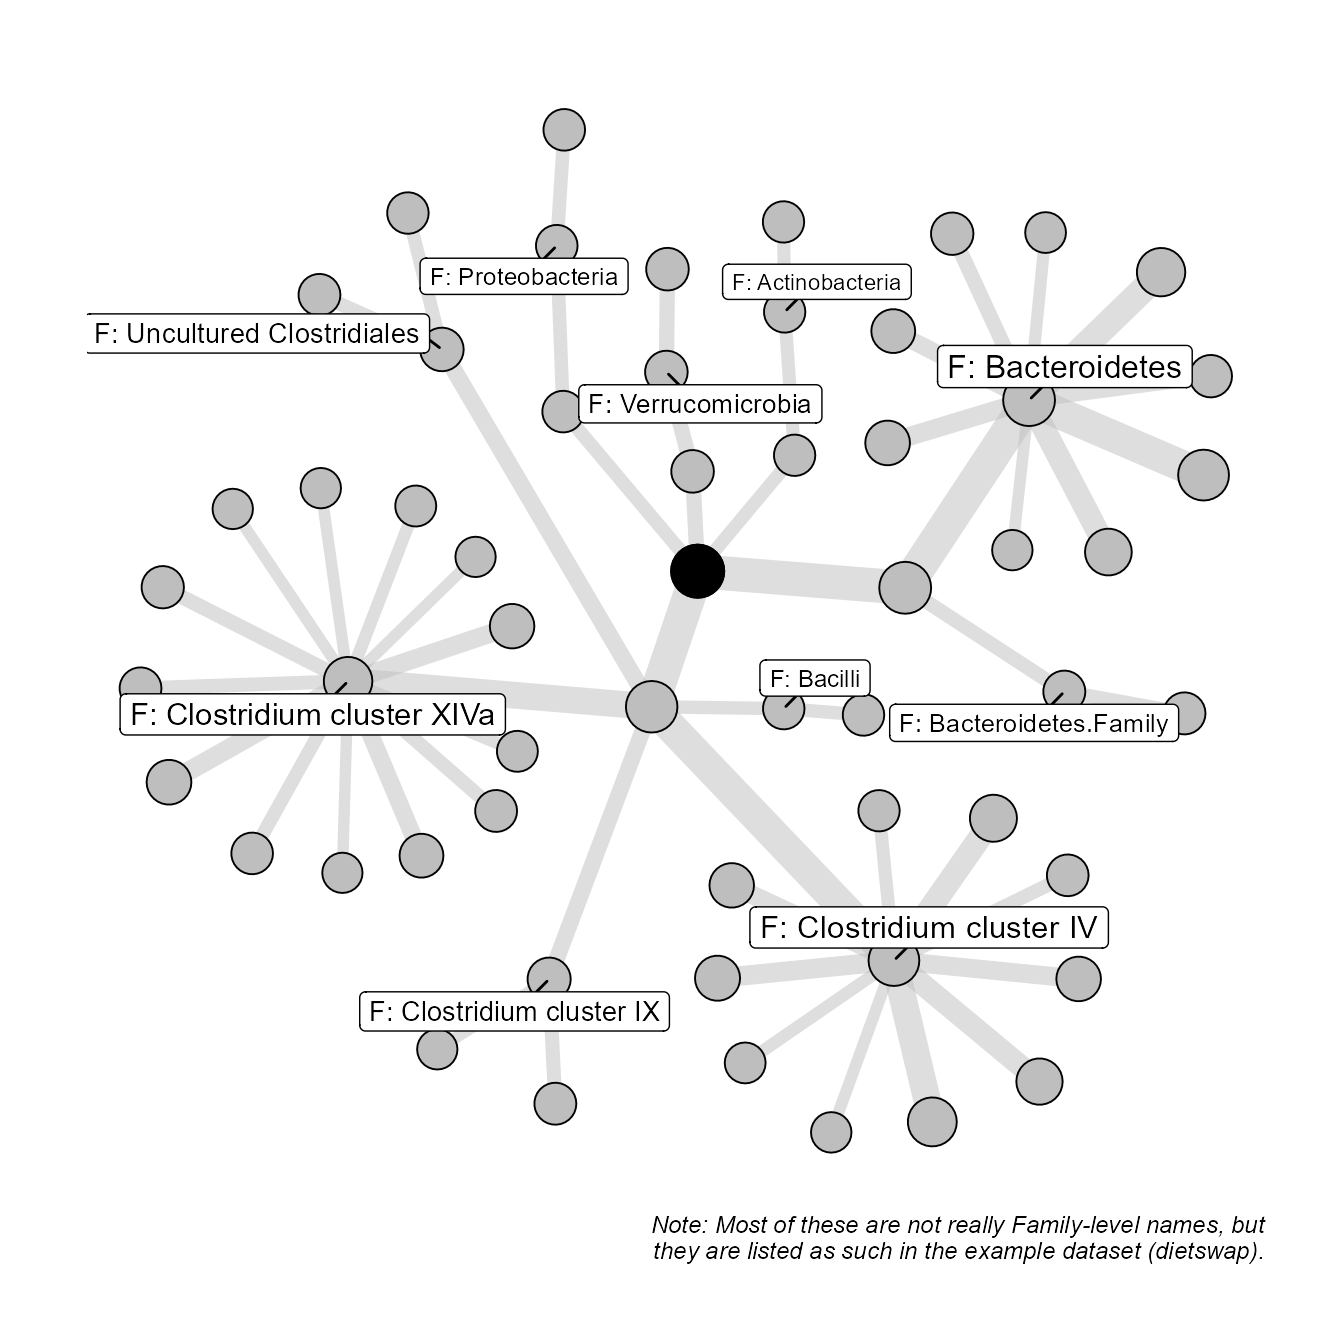 F: Proteobacteria
F: Actinobacteria
F: Uncultured Clostridiales
F: Bacteroidetes
F: Verrucomicrobia
F: Bacilli
F: Clostridium cluster XIVa
F: Bacteroidetes.Family
F: Clostridium cluster IV
F: Clostridium cluster IX
Note: Most of these are not really Family-level names, but
they are listed as such in the example dataset (dietswap).